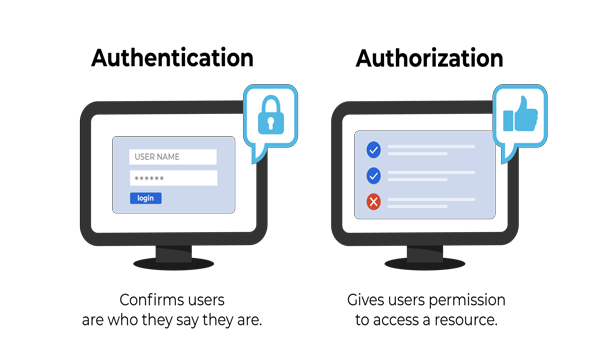 Authentication
Authorization
USER NAME
******
login
Confirms users
are who they say they are.
Gives users permission
to access a resource.